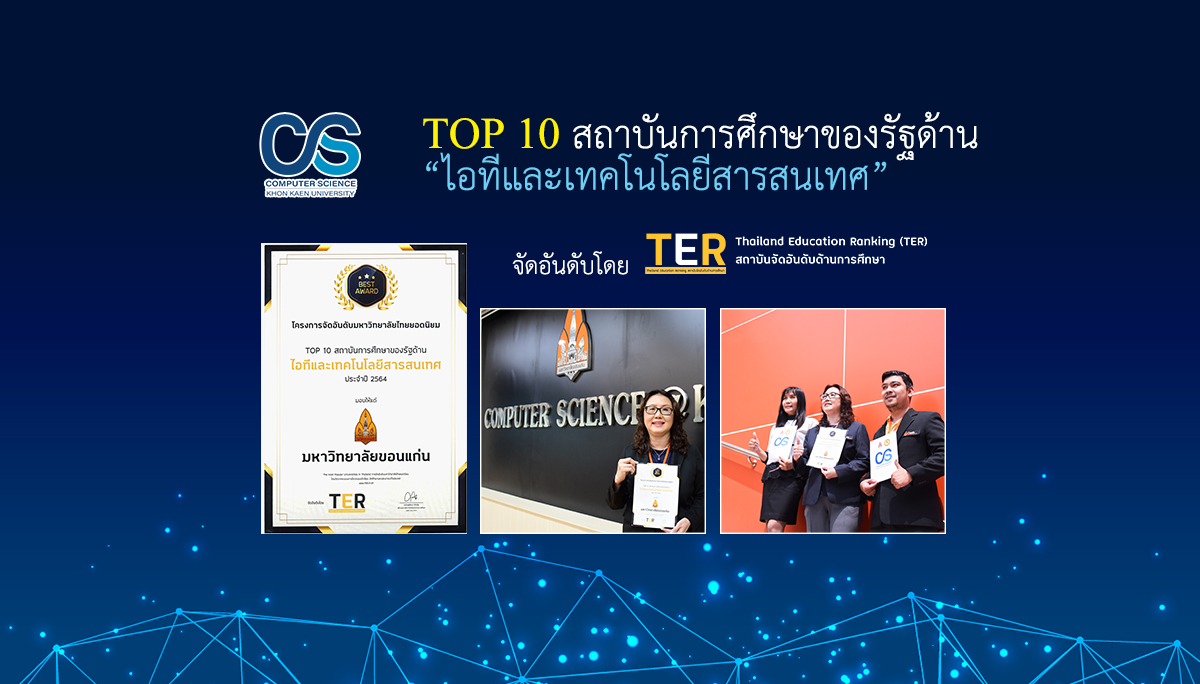 TOP 10 สถาบันการศึกษาของรัฐด้าน
“ไอทีและเทคโนโลยีสารสนเทศ”
CS
COMPUTER SCIENCE
KHON KAEN UNIVERSITY
จัดอันดับโดย
TER
Thailand Education Ranking (TER)
สถาบันจัดอันดับด้านการศึกษา
BEST
AWARD
โครงการจัดอันดับมหาวิทยาลัยไทยยอดนิยม
TOP 10 สถาบันการศึกษาของรัฐด้าน
ไอทีและเทคโนโลยีสารสนเทศ
ประจำปี 2564
มอบให้แด่
มหาวิทยาลัยขอนแก่น
TER
COMPUTER SCIENCE @K
TER
CS
CS